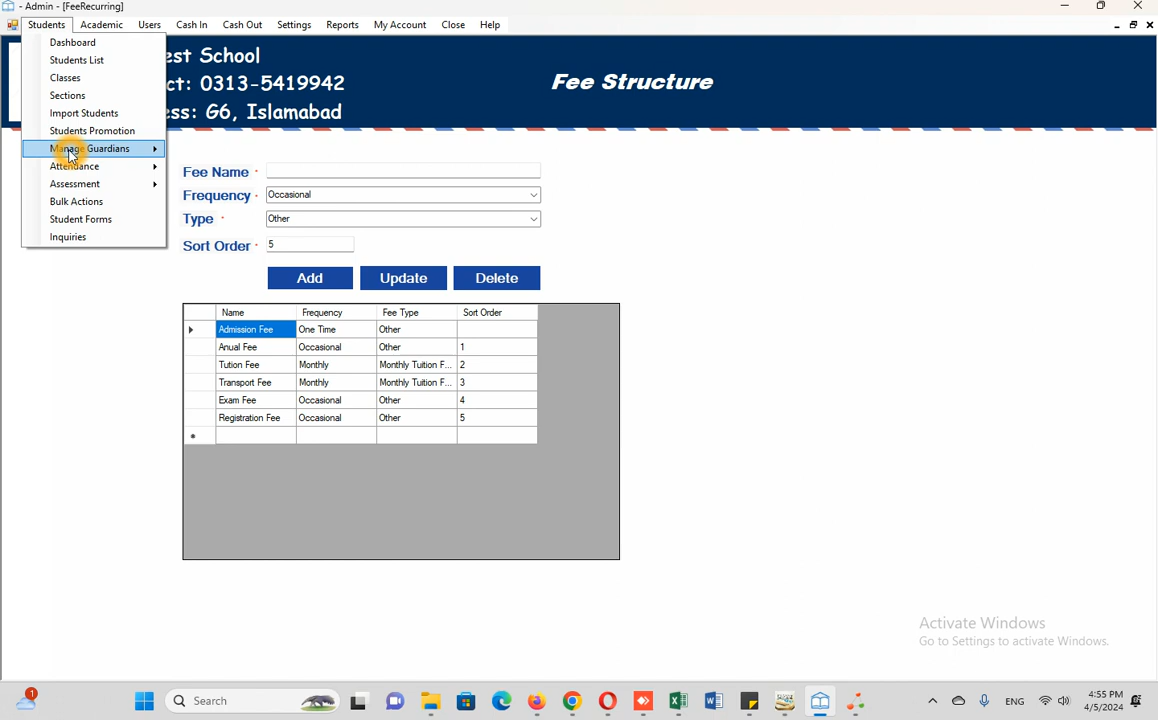 - Admin - [FeeRecurring]
Students Academic Users Cash In Cash Out Settings Reports My Account Close Help
Dashboard
Students List
Classes
Sections
Import Students
Students Promotion
Manage Guardians
Attendance
Assessment
Bulk Actions
Student Forms
Inquiries
est School
ct: 0313-5419942
ess: G6, Islamabad
Fee Structure
Fee Name *
Frequency * Occasional
Type * Other
Sort Order * 5
Add Update Delete
Name Frequency Fee Type Sort Order
Admission Fee One Time Other
Anual Fee Occasional Other 1
Tution Fee Monthly Monthly Tuition F... 2
Transport Fee Monthly Monthly Tuition F... 3
Exam Fee Occasional Other 4
Registration Fee Occasional Other 5
Activate Windows
Go to Settings to activate Windows.
1
Search
ENG
4:55 PM
4/5/2024